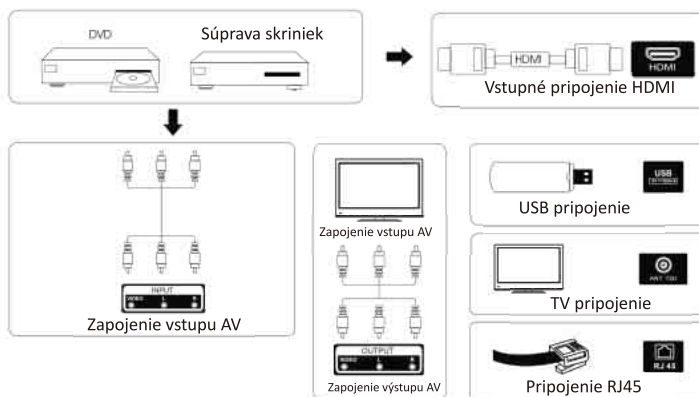 DVD
Súprava skriniek
HDMI
HDMI
Vstupné pripojenie HDMI
INPUT
VIDEO L R
Zapojenie vstupu AV
Zapojenie vstupu AV
OUTPUT
VIDEO L R
Zapojenie výstupu AV
USB
USB pripojenie
ANT 75Ω
TV pripojenie
RJ 45
Pripojenie RJ45